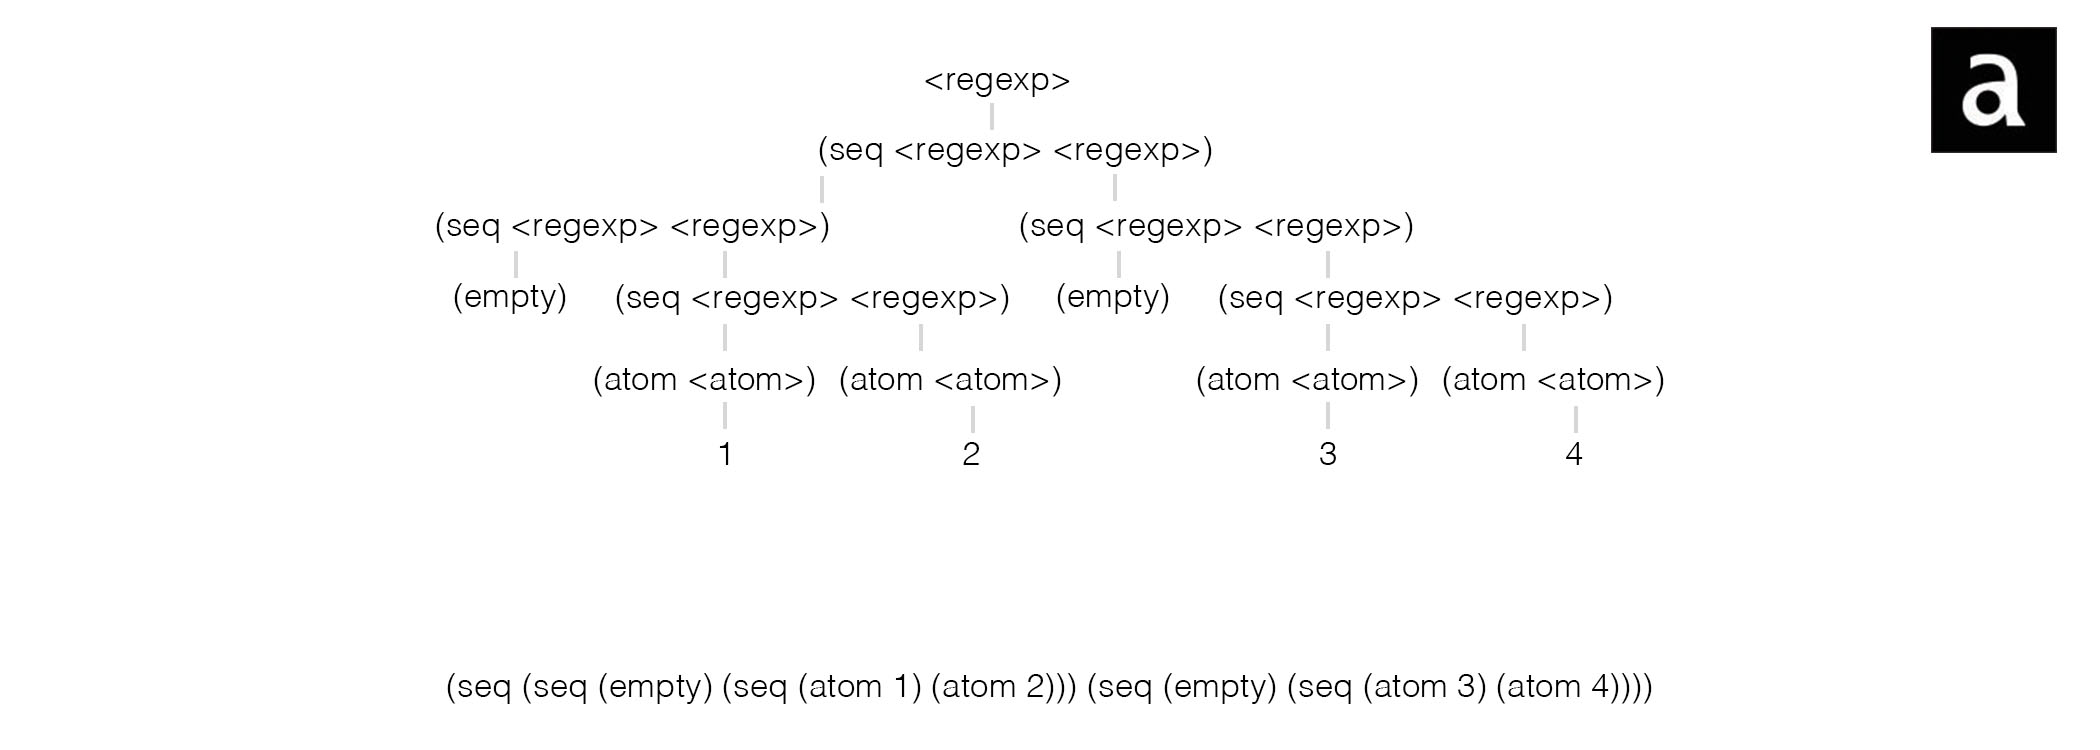 a
<regexp>
(seq <regexp> <regexp>)
(seq <regexp> <regexp>) (seq <regexp> <regexp>)
(empty) (seq <regexp> <regexp>) (empty) (seq <regexp> <regexp>)
(atom <atom>) (atom <atom>) (atom <atom>) (atom <atom>)
1 2 3 4
(seq (seq (empty) (seq (atom 1) (atom 2))) (seq (empty) (seq (atom 3) (atom 4))))